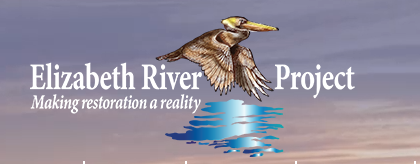 Elizabeth River Project
Making restoration a reality